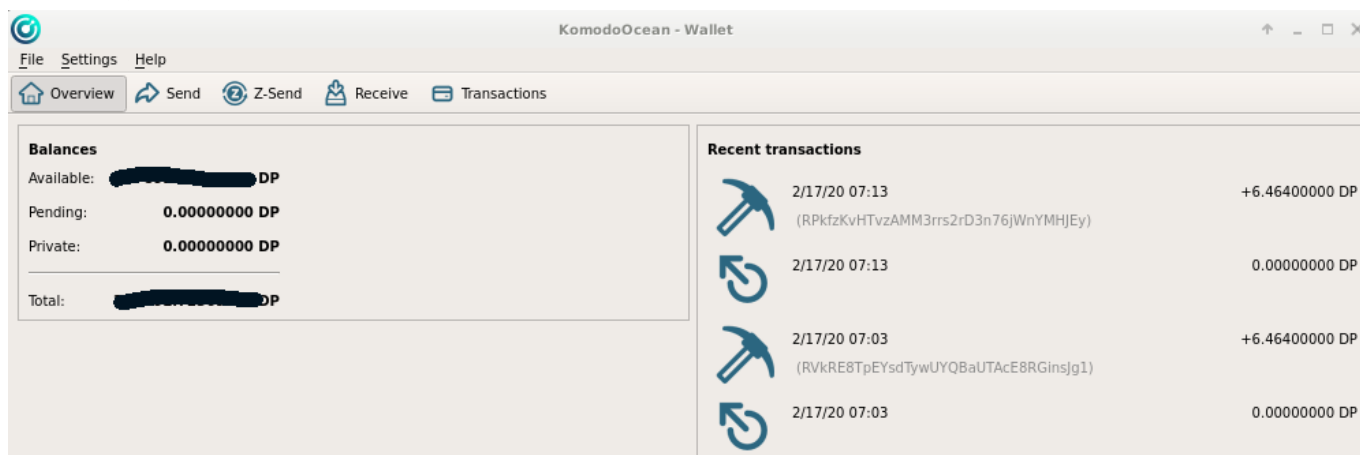 KomodoOcean - Wallet
File Settings Help
Overview Send Z-Send Receive Transactions
Balances
Available: DP
Pending: 0.00000000 DP
Private: 0.00000000 DP
Total: DP
Recent transactions
2/17/20 07:13 +6.46400000 DP
(RPkfzKvHTvzAMM3rrs2rD3n76jWnYMHJEy)
2/17/20 07:13 0.00000000 DP
2/17/20 07:03 +6.46400000 DP
(RVkRE8TpEYsdTywUYQBaUTAcE8RGinsJg1)
2/17/20 07:03 0.00000000 DP